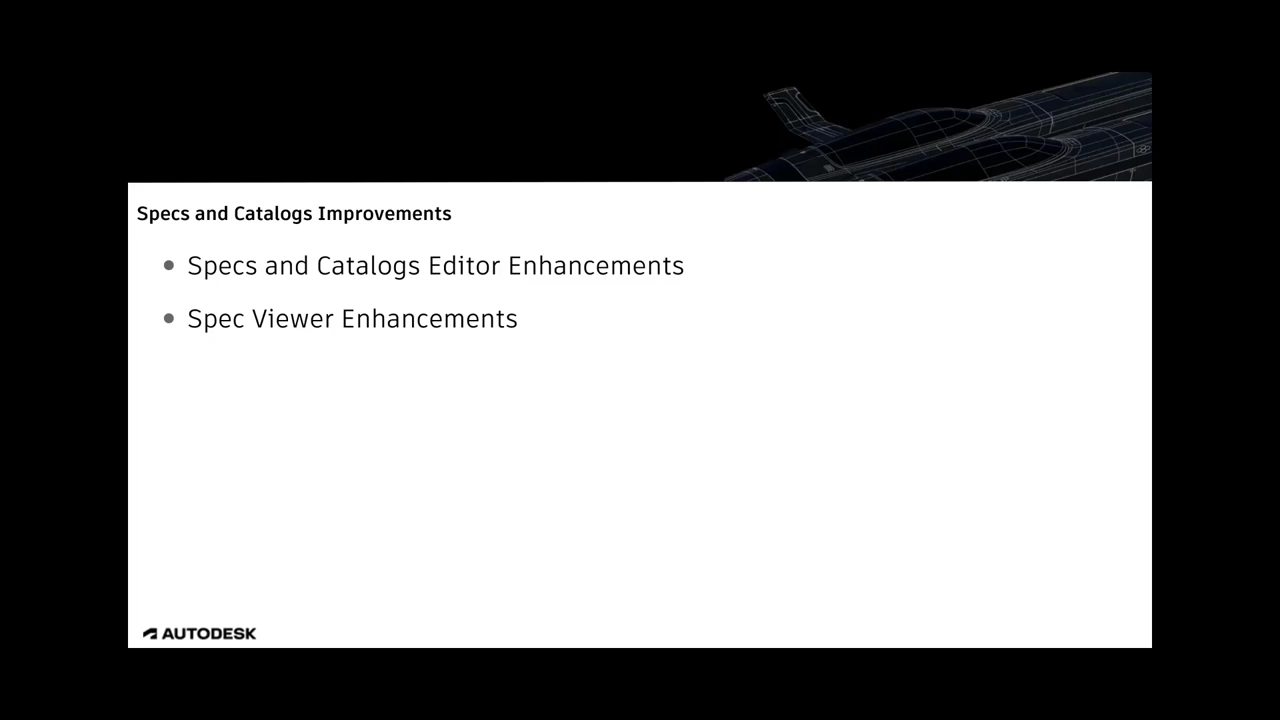 Specs and Catalogs Improvements
• Specs and Catalogs Editor Enhancements
• Spec Viewer Enhancements
AUTODESK